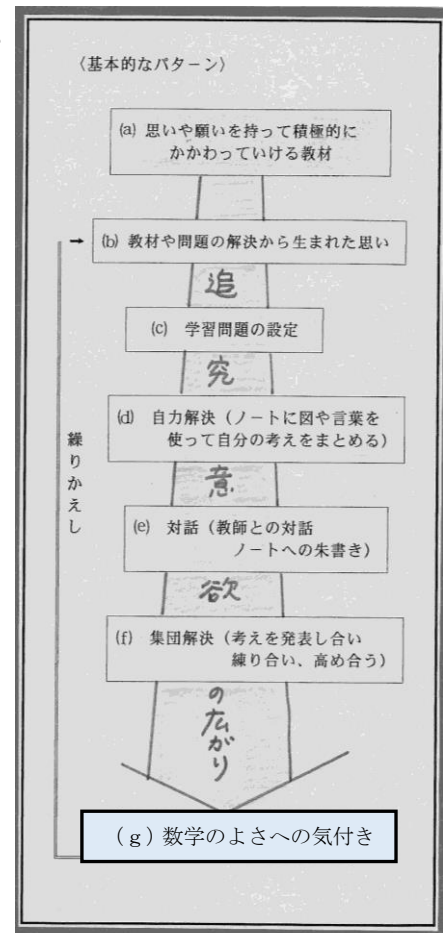 〈基本的なパターン〉
(a) 思いや願いを持って積極的に
かかわっていける教材
(b) 教材や問題の解決から生まれた思い
追
(c) 学習問題の設定
究
(d) 自力解決（ノートに図や言葉を
使って自分の考えをまとめる）
意
(e) 対話（教師との対話
ノートへの朱書き）
欲
(f) 集団解決（考えを発表し合い
練り合い、高め合う）
の広がり
繰りかえし
（ｇ）数学のよさへの気付き